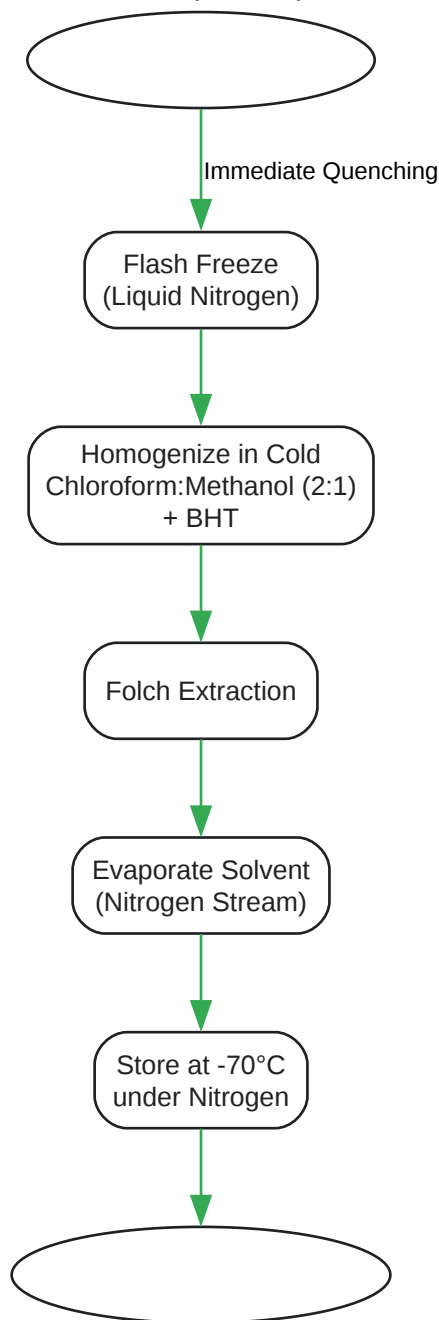 Immediate Quenching
Flash Freeze
(Liquid Nitrogen)
Homogenize in Cold
Chloroform:Methanol (2:1)
+ BHT
Folch Extraction
Evaporate Solvent
(Nitrogen Stream)
Store at -70°C
under Nitrogen